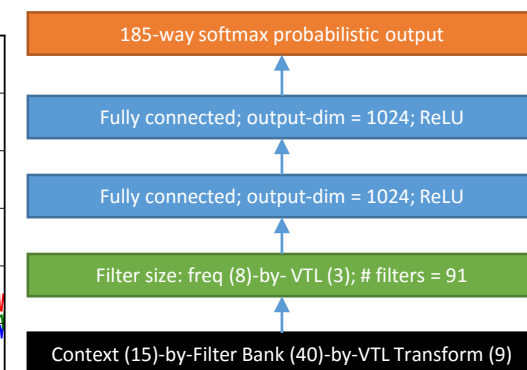 185-way softmax probabilistic output
Fully connected; output-dim = 1024; ReLU
Fully connected; output-dim = 1024; ReLU
Filter size: freq (8)-by- VTL (3); # filters = 91
Context (15)-by-Filter Bank (40)-by-VTL Transform (9)